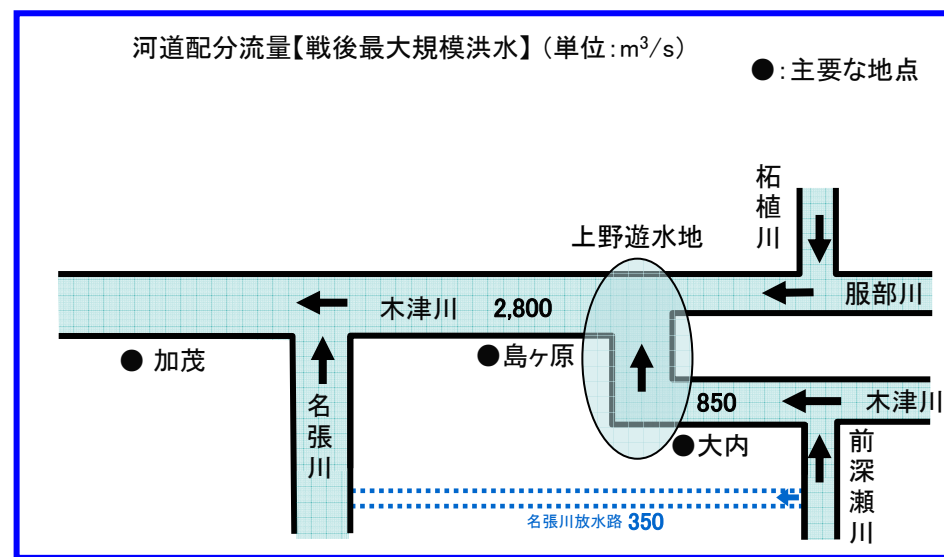 河道配分流量【戦後最大規模洪水】（単位：m³/s）
●：主要な地点
柘植川
上野遊水地
服部川
木津川 2,800
●加茂
●島ヶ原
名張川
850
木津川
●大内
前深瀬川
名張川放水路 350